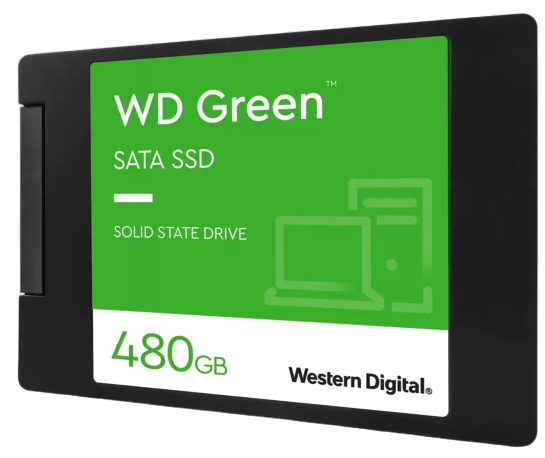 WD Green™
SATA SSD
SOLID STATE DRIVE
480GB
Western Digital®